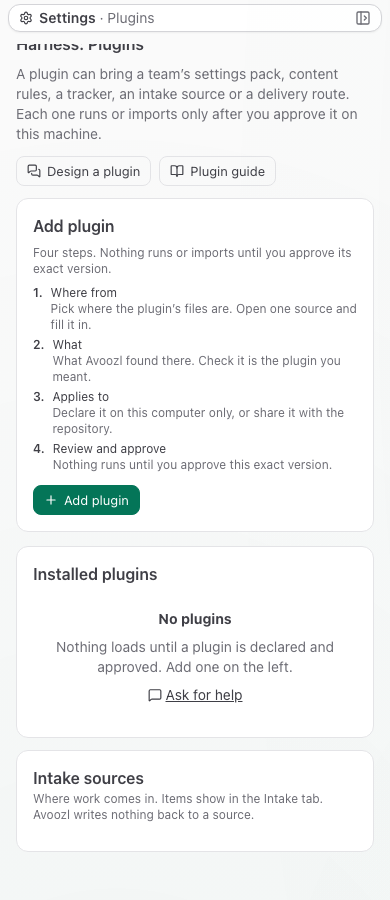 Settings · Plugins
Harness: Plugins
A plugin can bring a team's settings pack, content
rules, a tracker, an intake source or a delivery route.
Each one runs or imports only after you approve it on
this machine.
Design a plugin
Plugin guide
Add plugin
Four steps. Nothing runs or imports until you approve its
exact version.
1. Where from
Pick where the plugin's files are. Open one source and
fill it in.
2. What
What Avoozl found there. Check it is the plugin you
meant.
3. Applies to
Declare it on this computer only, or share it with the
repository.
4. Review and approve
Nothing runs until you approve this exact version.
Add plugin
Installed plugins
No plugins
Nothing loads until a plugin is declared and
approved. Add one on the left.
Ask for help
Intake sources
Where work comes in. Items show in the Intake tab.
Avoozl writes nothing back to a source.